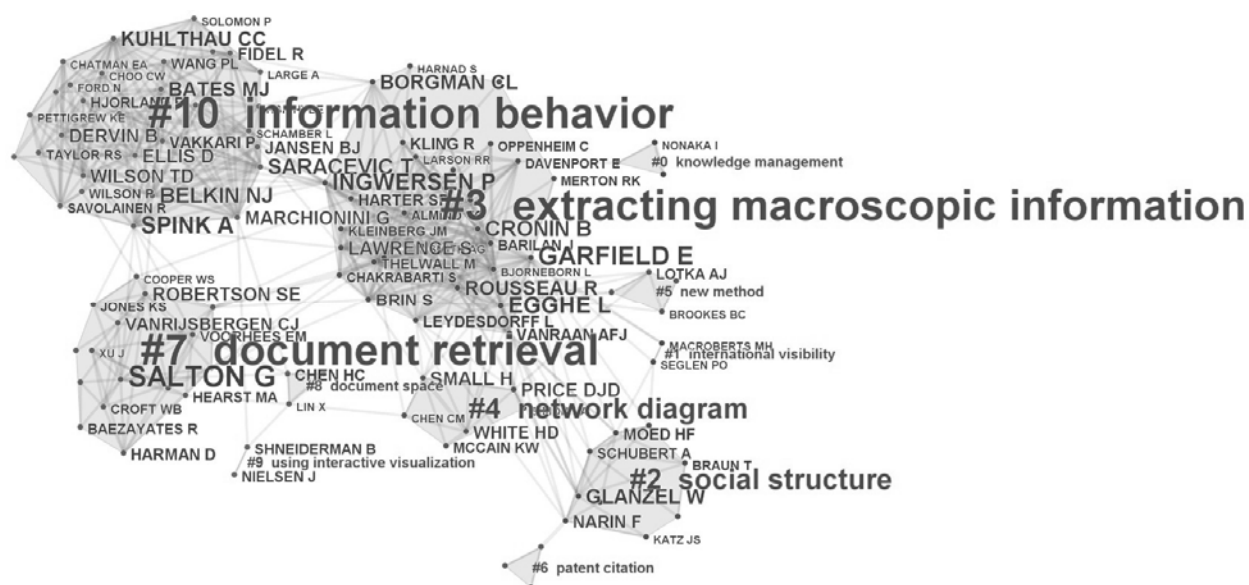 SOLOMON P
KUHLTHAU CC
FIDEL R
CHATMAN EA
WANG PL
CHOO CW
LARGE A
HARNAD S
BORGMAN CL
FORD N
BATES MJ
HJORLAND
#10 information behavior
PETTIGREW KE
DERVIN B
SCHAMBER L
VAKKARI P
JANSEN BJ
KLING R
OPPENHEIM C
NONAKA I
TAYLOR RS
ELLIS D
SARACEVIC T
LARSON RR
DAVENPORT E
#0 knowledge management
WILSON TD
INGWERSEN P
MERTON RK
WILSON P
BELKIN NJ
HARTER
#3 extracting macroscopic information
SAVOLAINEN R
SPINK A
MARCHIONINI G
KLEINBERG JM
CRONIN B
LAWRENCE S
BARILAN J
GARFIELD E
THELWALL M
BJORNEBORN L
CHAKRABARTI S
LOTKA AJ
COOPER WS
ROUSSEAU R
#5 new method
ROBERTSON SE
BRIN S
EGGHE L
JONES KS
BROOKES BC
VANRIJSBERGEN CJ
LEYDESDORFF L
VOORHEES EM
VANRAAN AFJ
XU J
#7 document retrieval
MACROBERTS MH
#1 international visibility
SEGLEN PO
SALTON G
CHEN HC
SMALL H
#8 document space
PRICE DJD
HEARST MA
CROFT WB
LIN X
CHEN CM
#4 network diagram
BAEZAYATES R
WHITE HD
MOED HF
SHNEIDERMAN B
MCCAIN KW
HARMAN D
SCHUBERT A
#9 using interactive visualization
BRAUN T
NIELSEN J
#2 social structure
GLANZEL W
NARIN F
KATZ JS
#6 patent citation